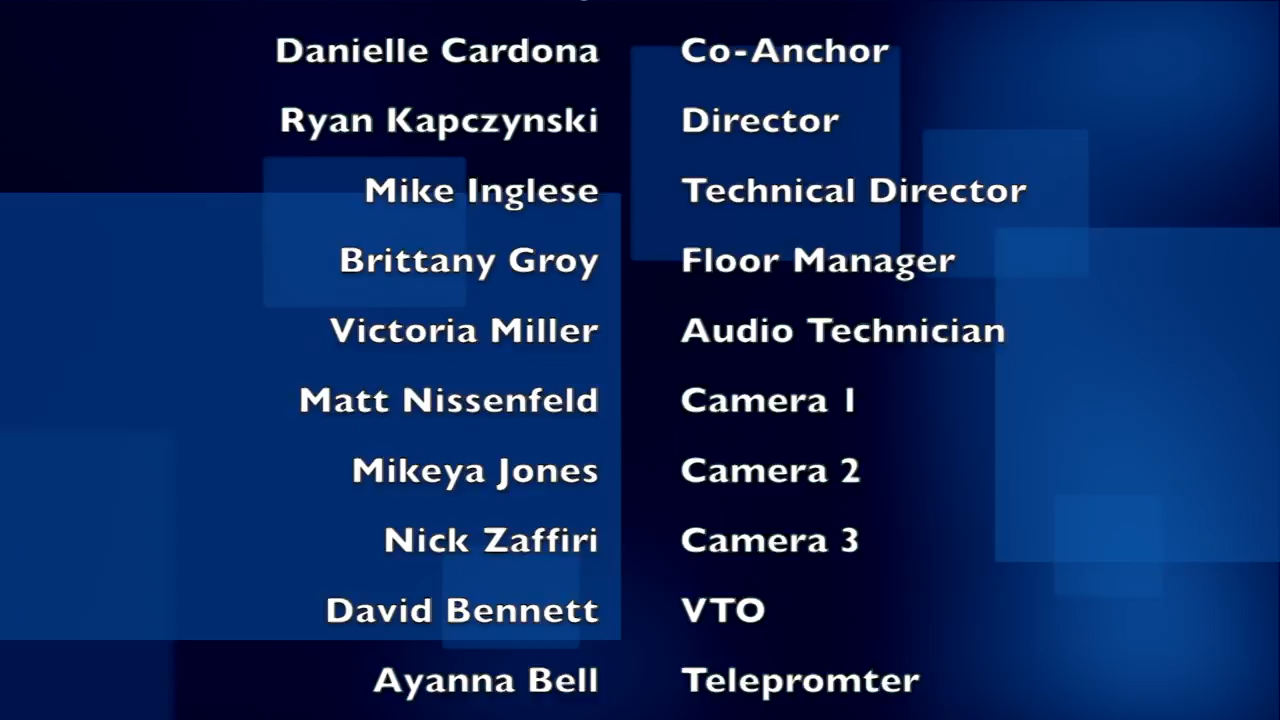 Danielle Cardona Co-Anchor
Ryan Kapczynski Director
Mike Inglese Technical Director
Brittany Groy Floor Manager
Victoria Miller Audio Technician
Matt Nissenfeld Camera 1
Mikeya Jones Camera 2
Nick Zaffiri Camera 3
David Bennett VTO
Ayanna Bell Telepromter